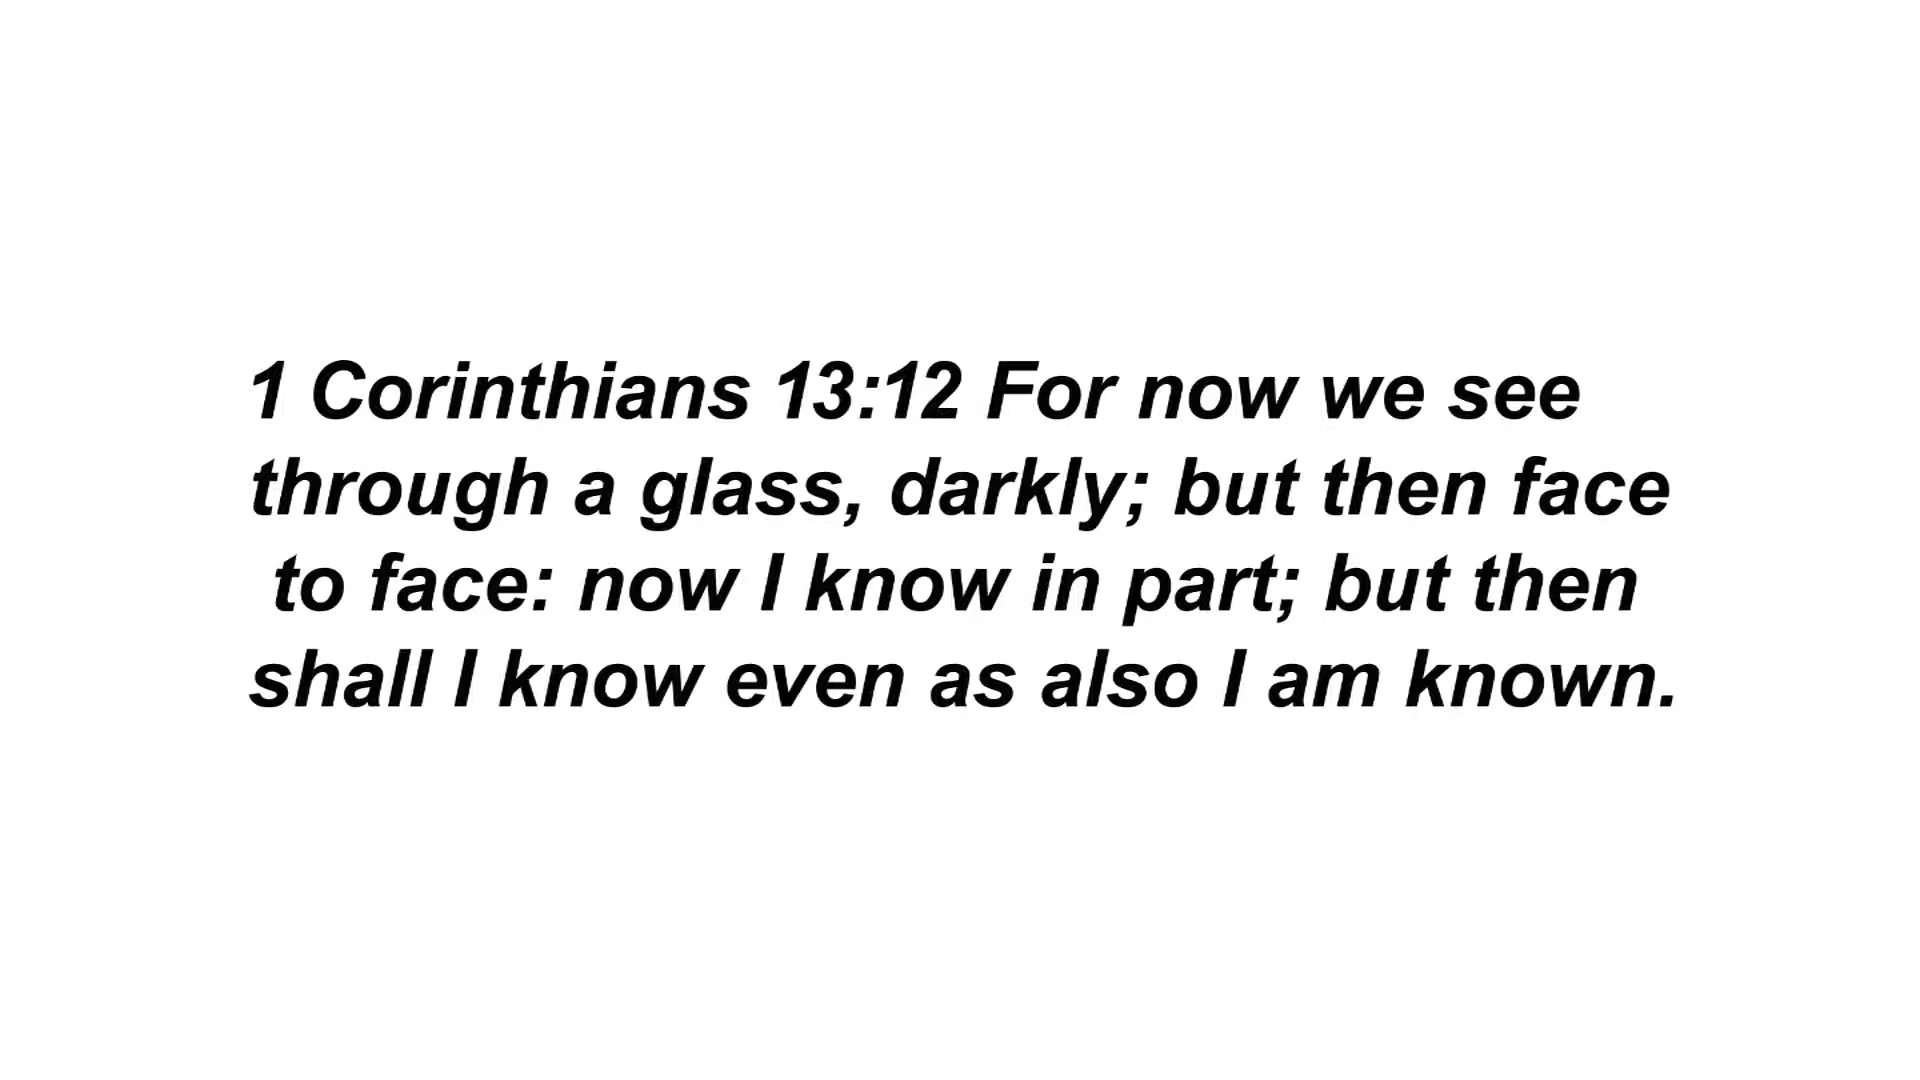 1 Corinthians 13:12 For now we see
through a glass, darkly; but then face
to face: now I know in part; but then
shall I know even as also I am known.